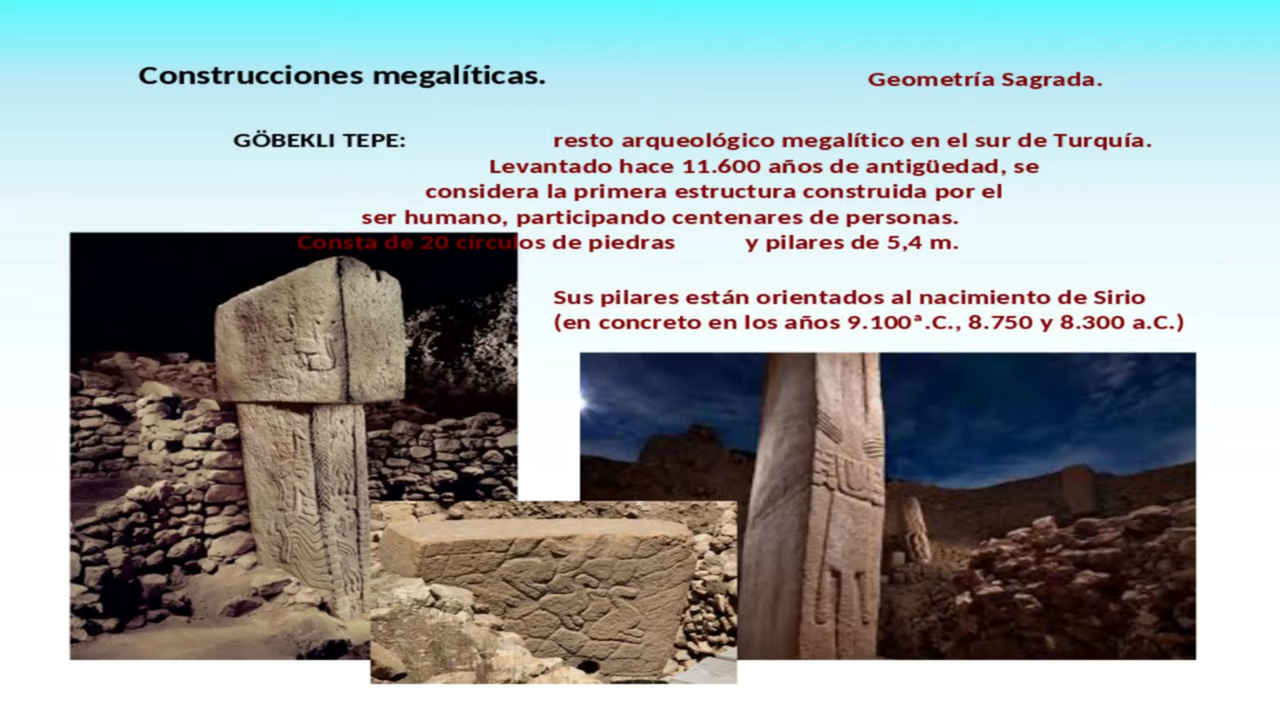 Construcciones megalíticas.
Geometría Sagrada.
GÖBEKLI TEPE: resto arqueológico megalítico en el sur de Turquía.
Levantado hace 11.600 años de antigüedad, se
considera la primera estructura construida por el
ser humano, participando centenares de personas.
Consta de 20 círculos de piedras y pilares de 5,4 m.
Sus pilares están orientados al nacimiento de Sirio
(en concreto en los años 9.100ª.C., 8.750 y 8.300 a.C.)